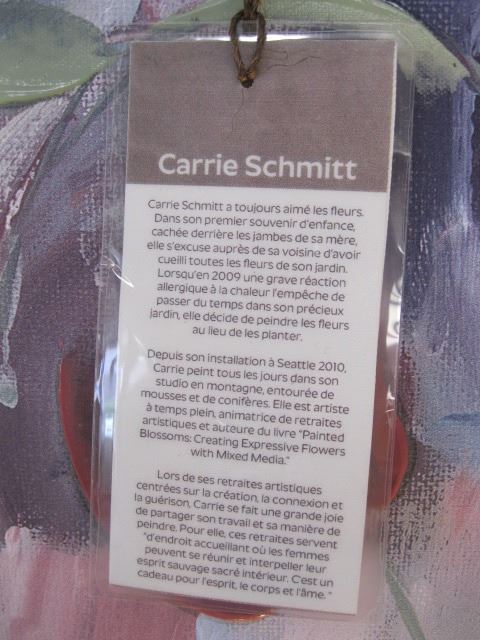 Carrie Schmitt
Carrie Schmitt a toujours aimé les fleurs.
Dans son premier souvenir d'enfance,
cachée derrière les jambes de sa mère,
elle s'excuse auprès de sa voisine d'avoir
cueilli toutes les fleurs de son jardin.
Lorsqu'en 2009 une grave réaction
allergique à la chaleur l'empêche de
passer du temps dans son précieux
jardin, elle décide de peindre les fleurs
au lieu de les planter.
Depuis son installation à Seattle 2010,
Carrie peint tous les jours dans son
studio en montagne, entourée de
mousses et de conifères. Elle est artiste
à temps plein, animatrice de retraites
artistiques et auteure du livre "Painted
Blossoms: Creating Expressive Flowers
with Mixed Media."
Lors de ses retraites artistiques
centrées sur la création, la connexion et
la guérison, Carrie se fait une grande joie
de partager son travail et sa manière de
peindre. Pour elle, ces retraites servent
"d'endroit accueillant où les femmes
peuvent se réunir et interpeller leur
esprit sauvage sacré intérieur. C'est un
cadeau pour l'esprit, le corps et l'âme. "